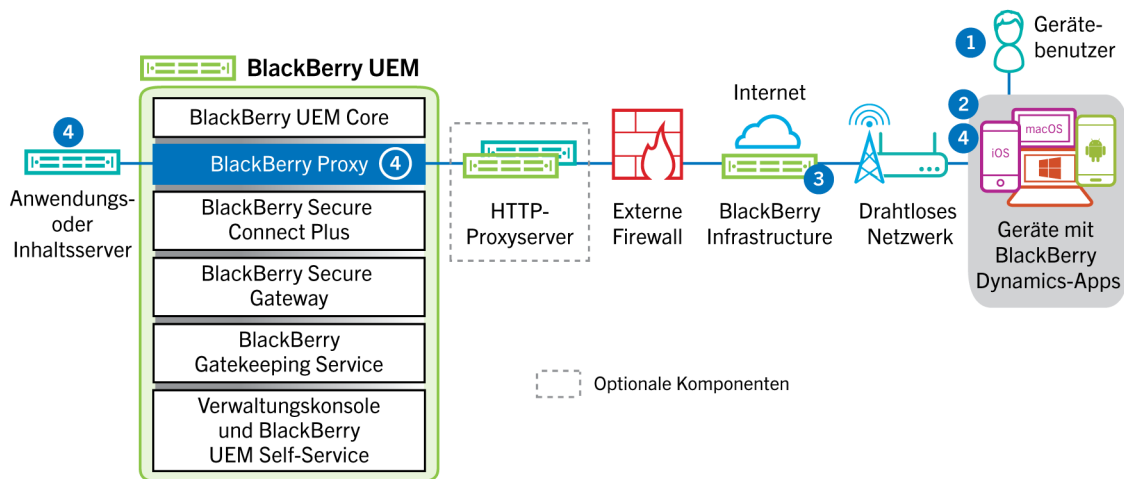 BlackBerry UEM
1
Geräte-
benutzer
4
Anwendungs-
oder
Inhaltsserver
BlackBerry UEM Core
BlackBerry Proxy 4
BlackBerry Secure
Connect Plus
BlackBerry Secure
Gateway
BlackBerry
Gatekeeping Service
Verwaltungskonsole
und BlackBerry
UEM Self-Service
HTTP-
Proxyserver
Externe
Firewall
Internet
3
BlackBerry
Infrastructure
Drahtloses
Netzwerk
2
4
macOS
iOS
Geräte mit
BlackBerry
Dynamics-Apps
Optionale Komponenten